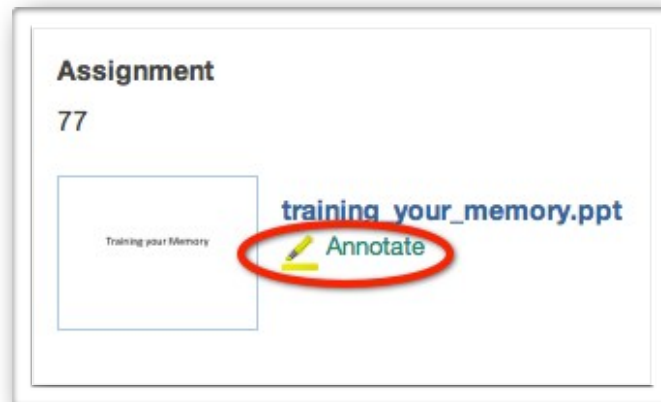 Assignment
77
Training your Memory
training_your_memory.ppt
Annotate